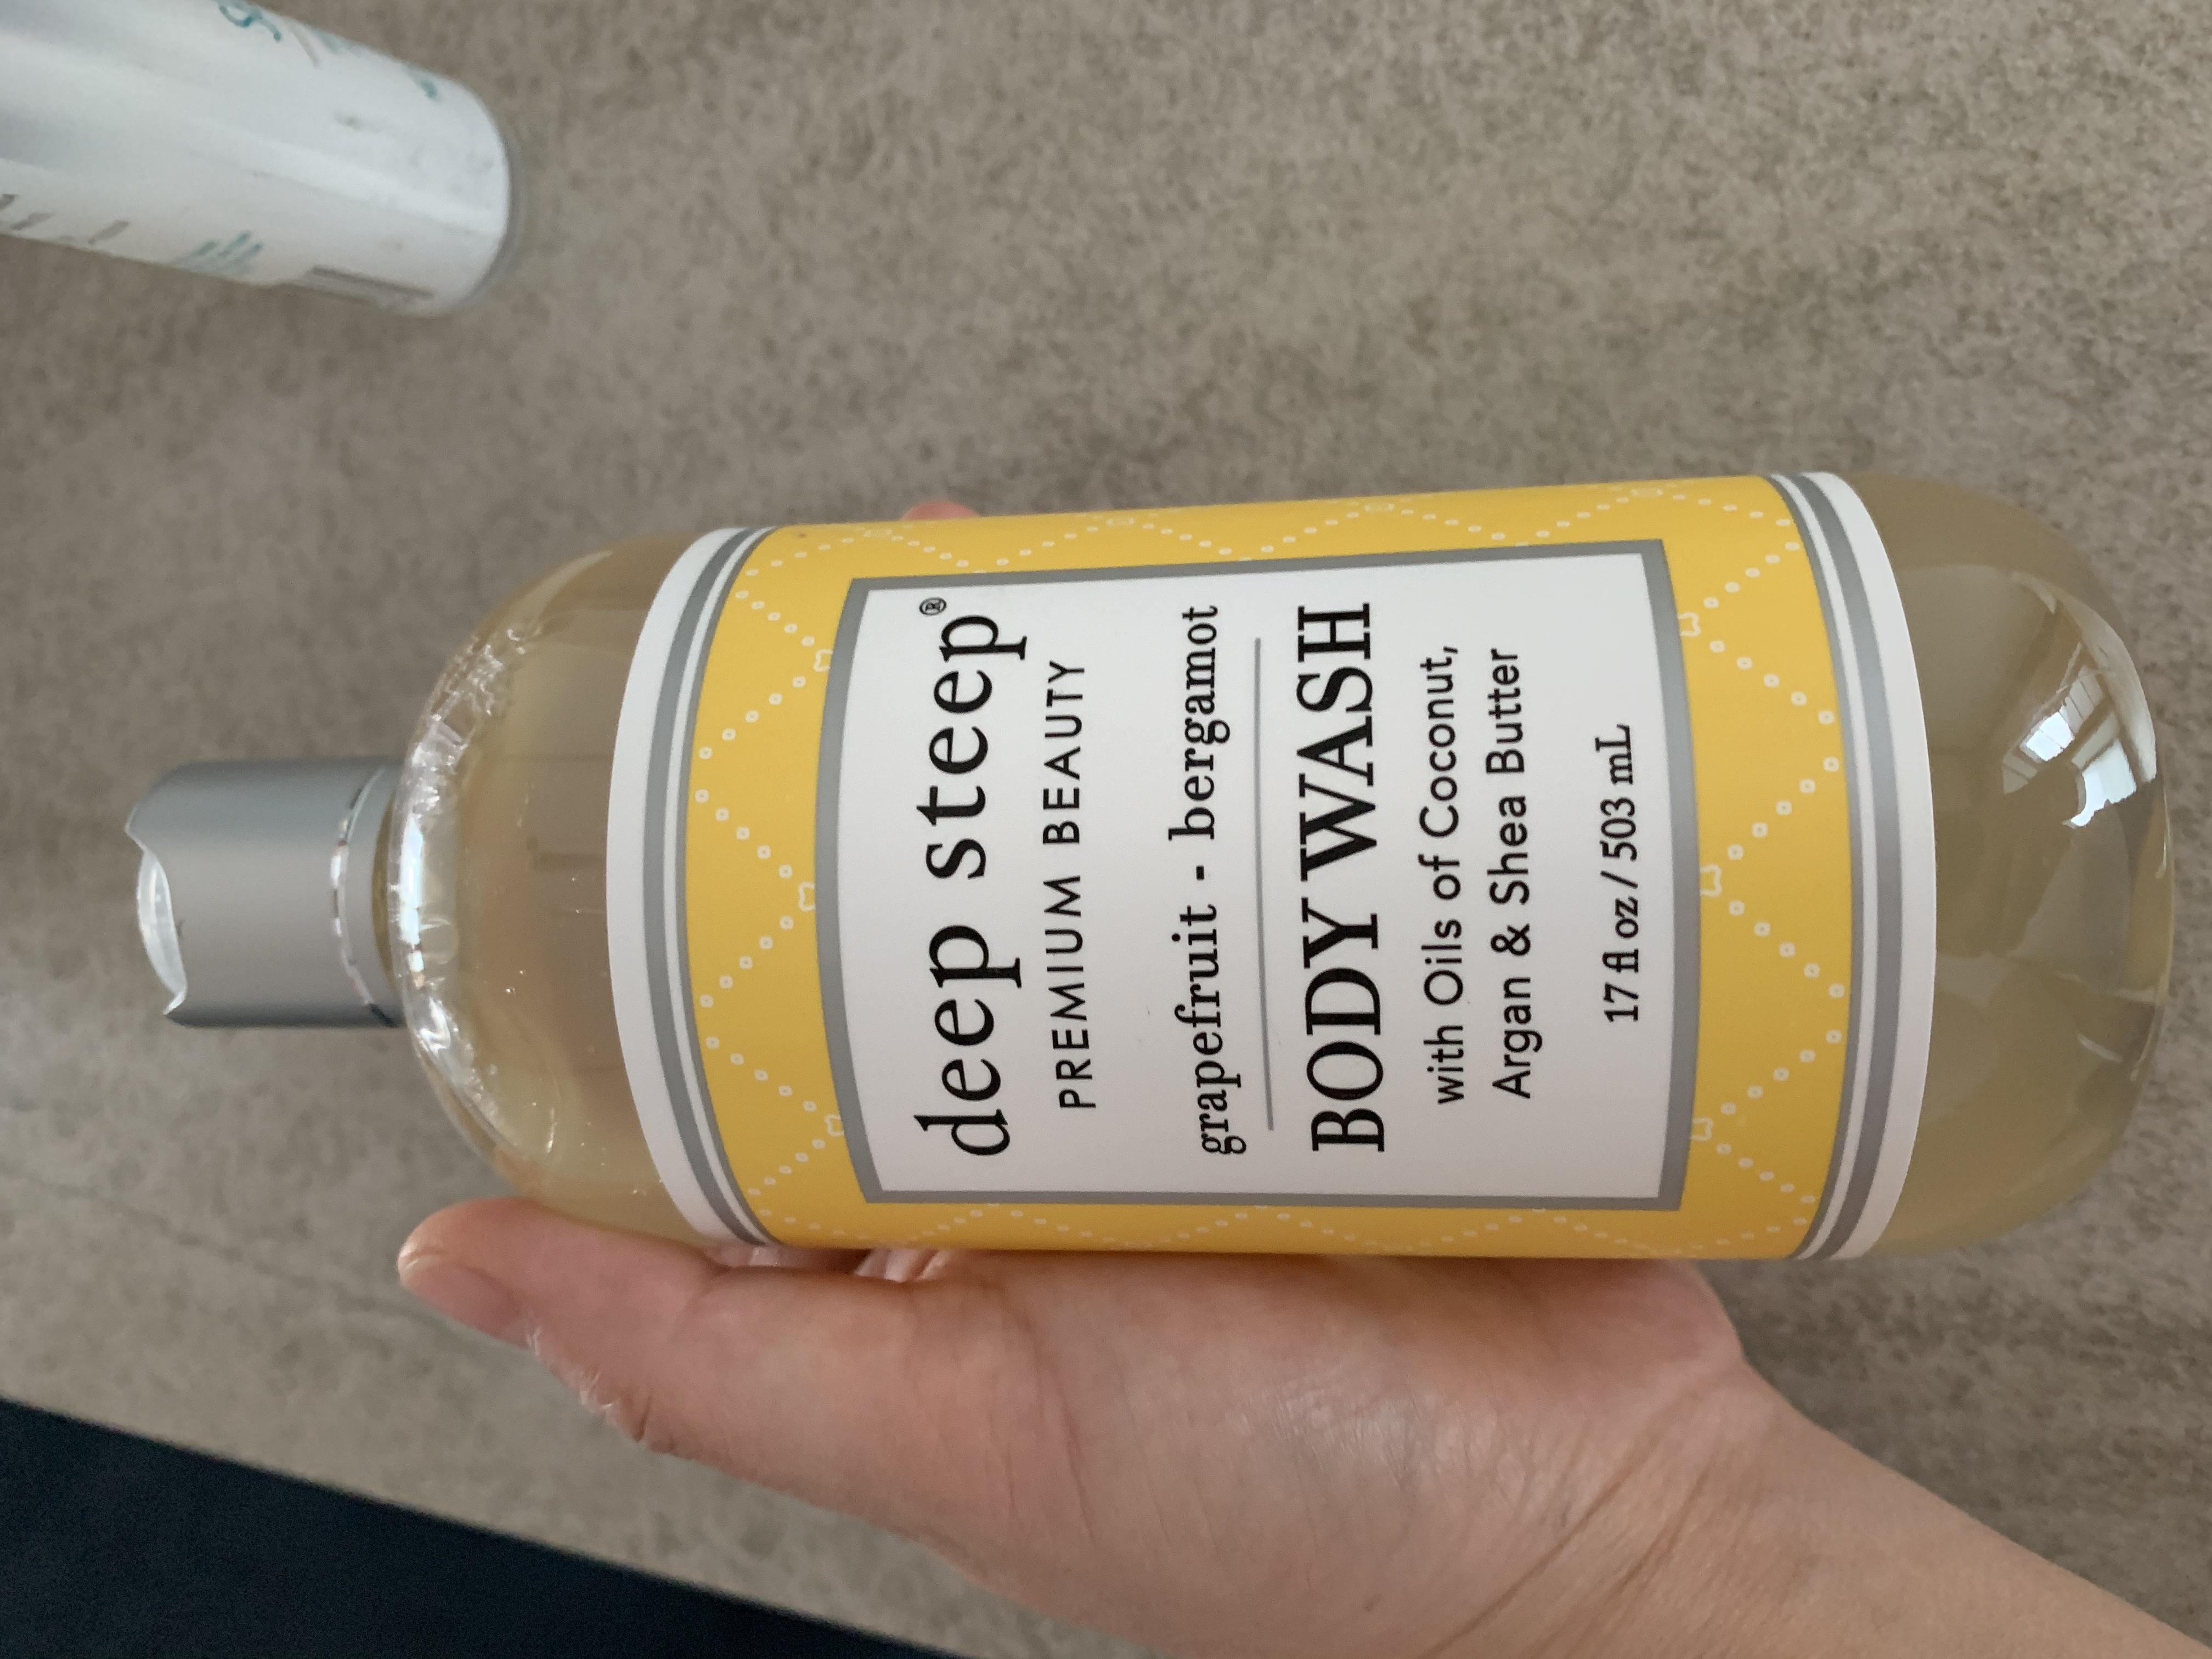 deep steep®
PREMIUM BEAUTY
grapefruit - bergamot
BODY WASH
with Oils of Coconut,
Argan & Shea Butter
17 fl oz / 503 mL